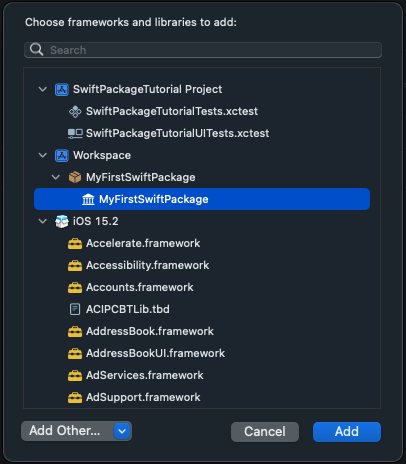 Choose frameworks and libraries to add:
Search
SwiftPackageTutorial Project
SwiftPackageTutorialTests.xctest
SwiftPackageTutorialUITests.xctest
Workspace
MyFirstSwiftPackage
MyFirstSwiftPackage
iOS 15.2
Accelerate.framework
Accessibility.framework
Accounts.framework
ACIPCBTLib.tbd
AddressBook.framework
AddressBookUI.framework
AdServices.framework
AdSupport.framework
Add Other... Cancel Add